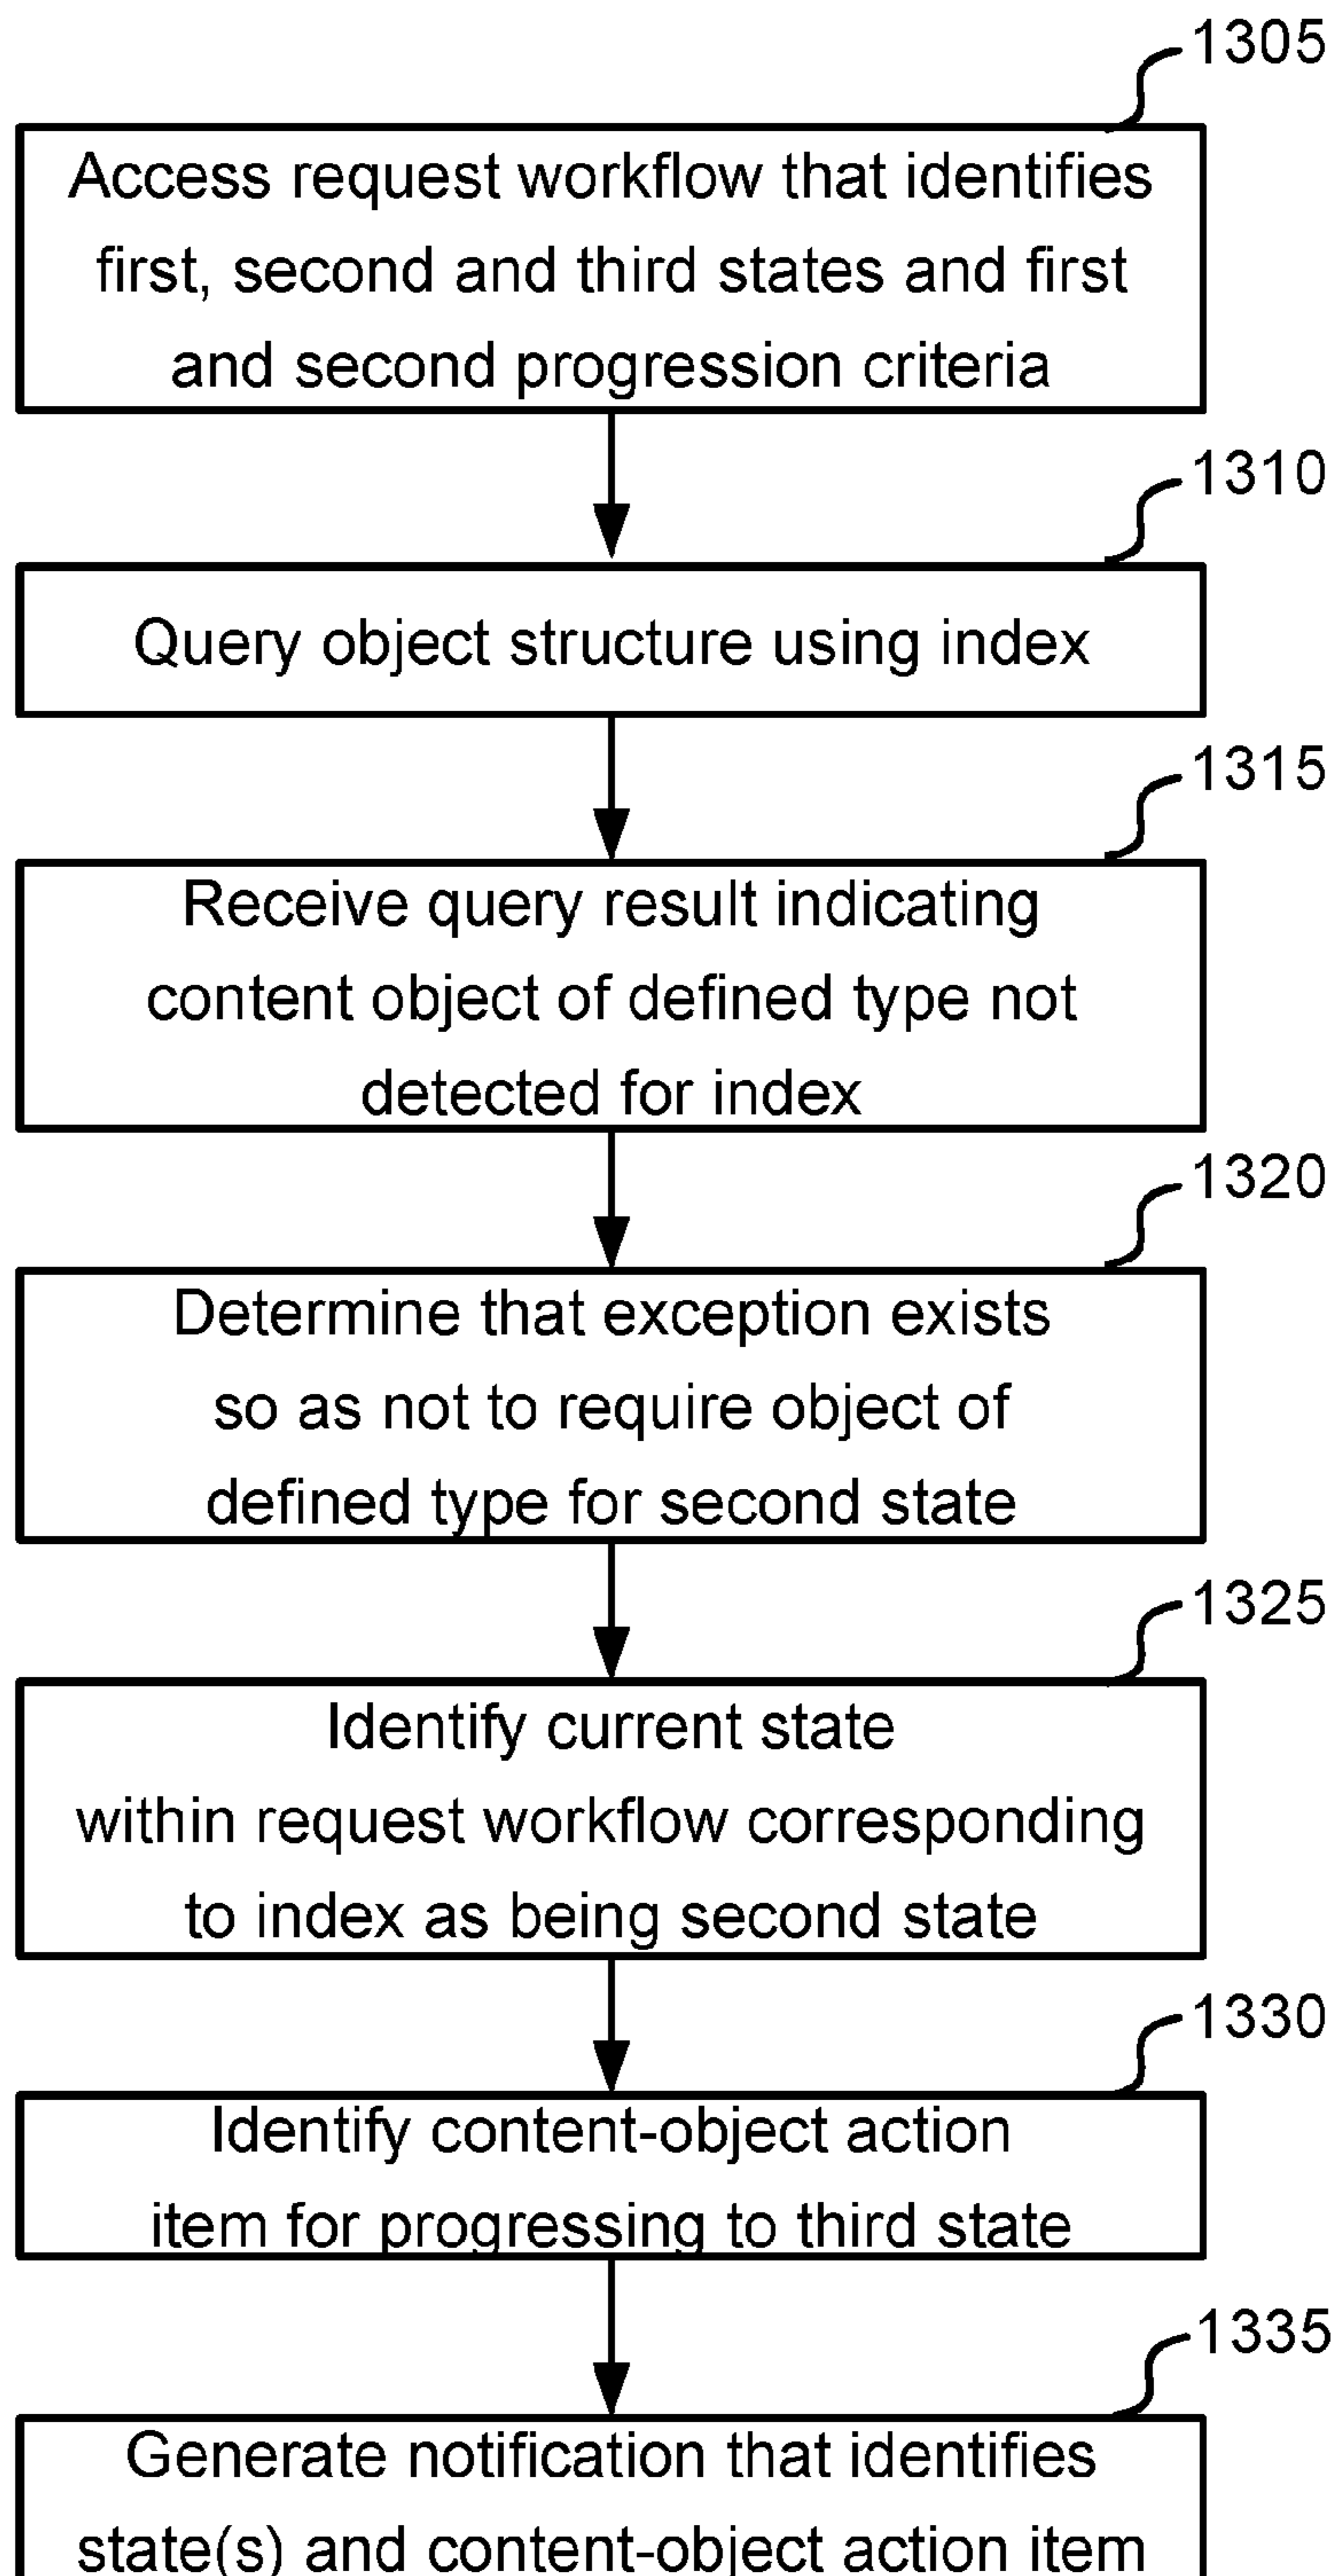 1305
Access request workflow that identifies
first, second and third states and first
and second progression criteria
1310
Query object structure using index
1315
Receive query result indicating
content object of defined type not
detected for index
1320
Determine that exception exists
so as not to require object of
defined type for second state
1325
Identify current state
within request workflow corresponding
to index as being second state
1330
Identify content-object action
item for progressing to third state
1335
Generate notification that identifies
state(s) and content-object action item